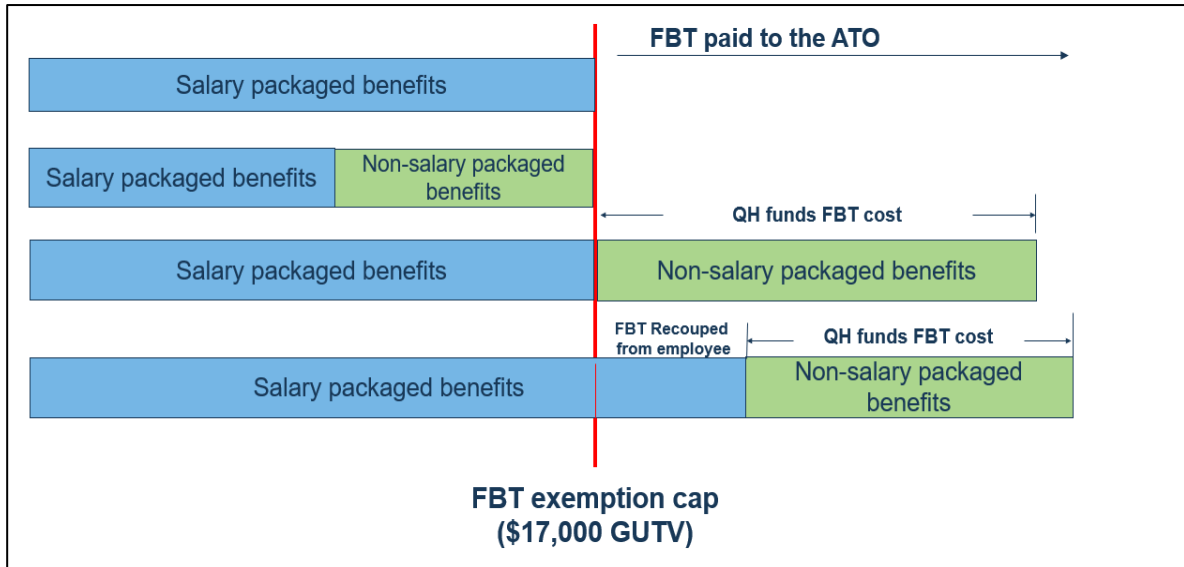 FBT paid to the ATO
Salary packaged benefits
Salary packaged benefits
Non-salary packaged
benefits
QH funds FBT cost
Salary packaged benefits
Non-salary packaged benefits
FBT Recouped
from employee
QH funds FBT cost
Salary packaged benefits
Non-salary packaged
benefits
FBT exemption cap
($17,000 GUTV)